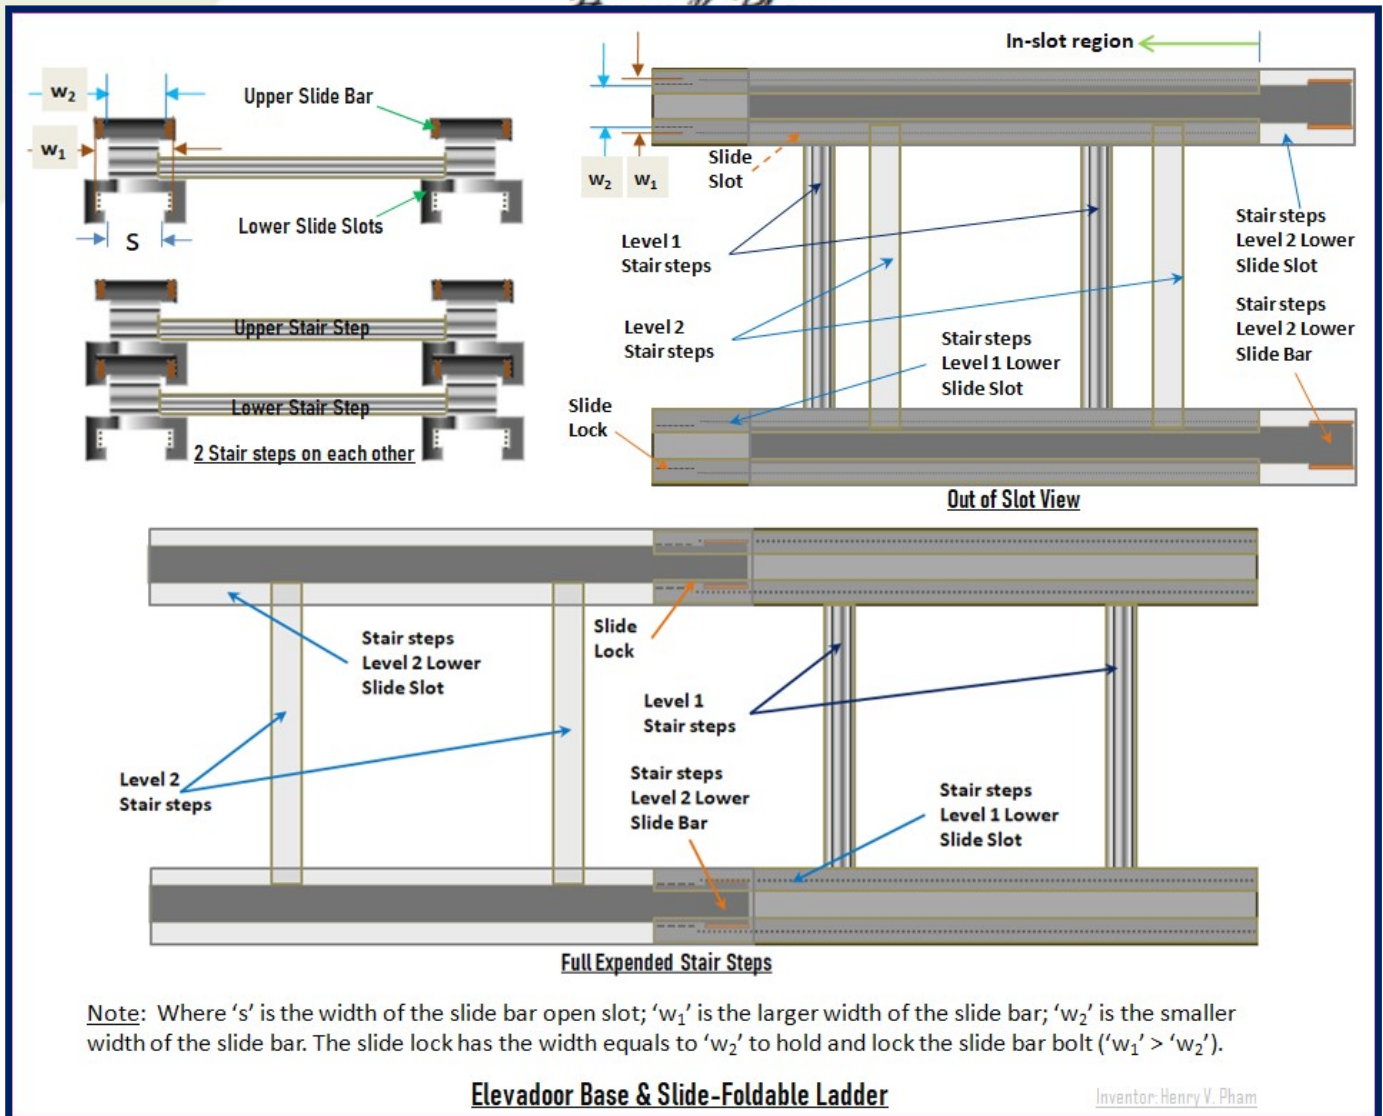 In-slot region
w₂
Upper Slide Bar
w₁
Lower Slide Slots
S
Upper Stair Step
Lower Stair Step
2 Stair steps on each other
w₂
w₁
Slide
Slot
Level 1
Stair steps
Level 2
Stair steps
Slide
Lock
Stair steps
Level 1 Lower
Slide Slot
Stair steps
Level 2 Lower
Slide Slot
Stair steps
Level 2 Lower
Slide Bar
Out of Slot View
Stair steps
Level 2 Lower
Slide Slot
Slide
Lock
Level 1
Stair steps
Level 2
Stair steps
Stair steps
Level 2 Lower
Slide Bar
Stair steps
Level 1 Lower
Slide Slot
Full Expended Stair Steps
Note: Where ‘s’ is the width of the slide bar open slot; ‘w₁’ is the larger width of the slide bar; ‘w₂’ is the smaller
width of the slide bar. The slide lock has the width equals to ‘w₂’ to hold and lock the slide bar bolt (‘w₁’ > ‘w₂’).
Elevadoor Base & Slide-Foldable Ladder
Inventor: Henry V. Pham